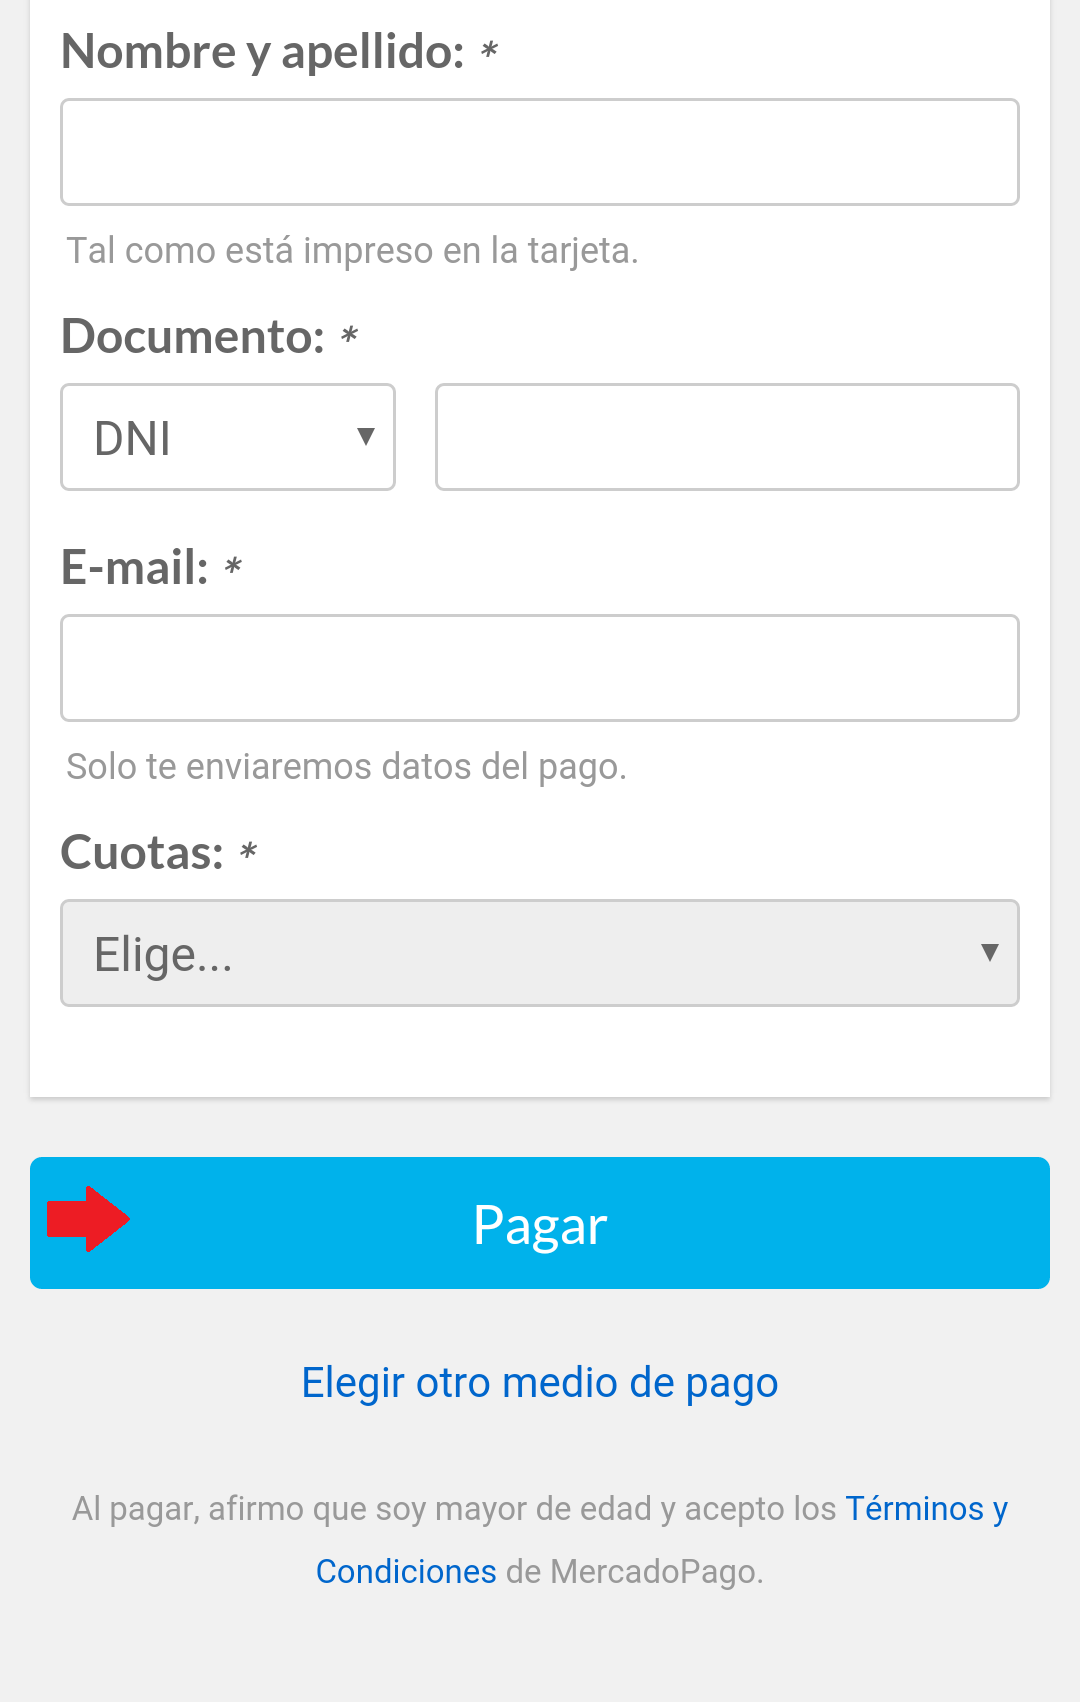 Nombre y apellido: *
Tal como está impreso en la tarjeta.
Documento: *
DNI
E-mail: *
Solo te enviaremos datos del pago.
Cuotas: *
Elige...
Pagar
Elegir otro medio de pago
Al pagar, afirmo que soy mayor de edad y acepto los Términos y
Condiciones de MercadoPago.